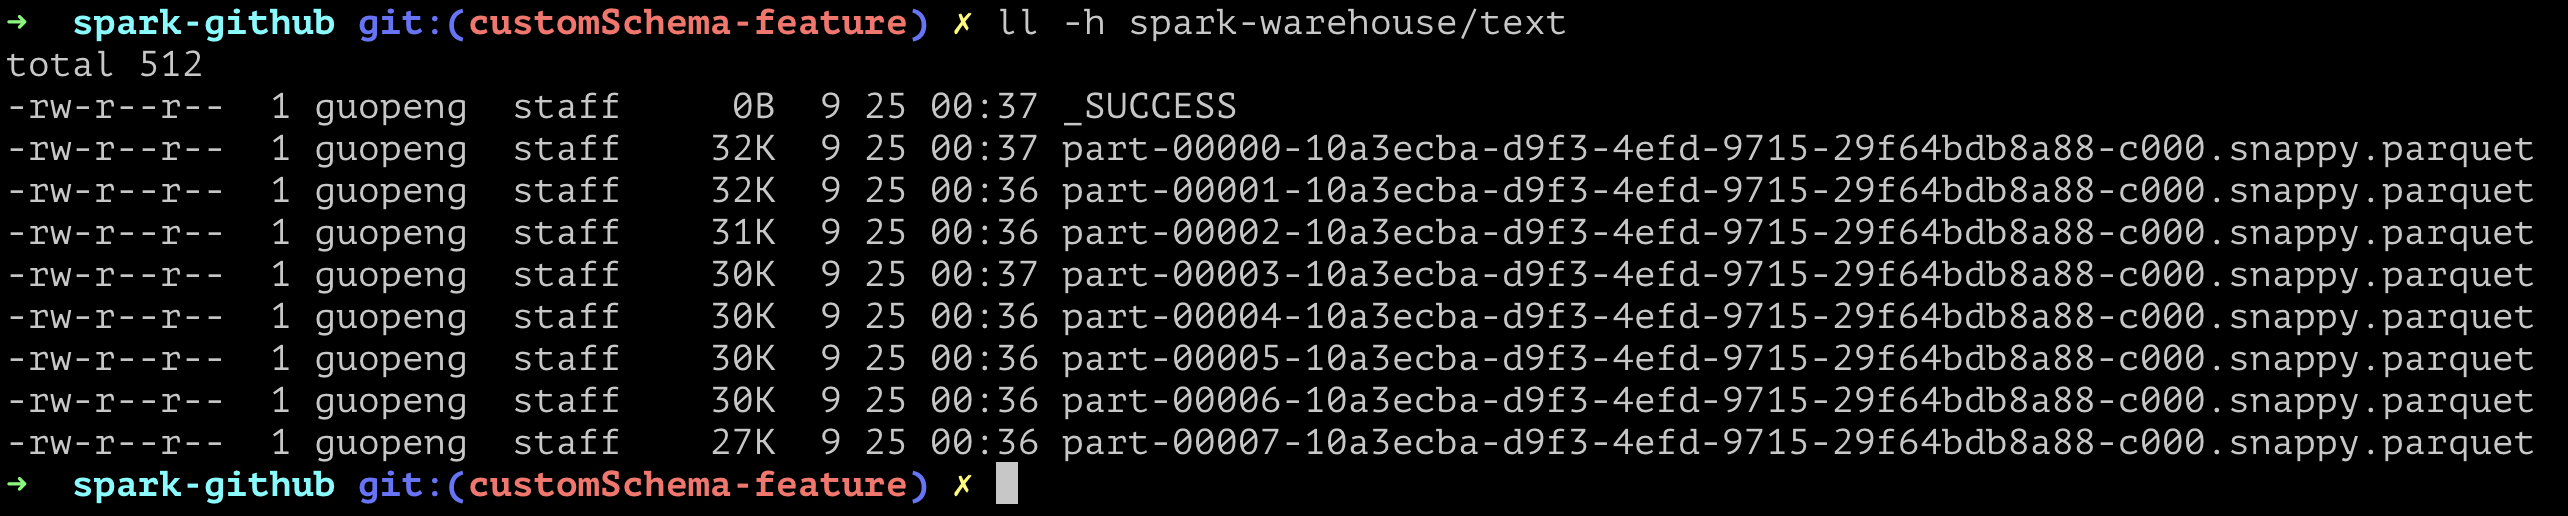 ➜  spark-github git:(customSchema-feature) ✗ ll -h spark-warehouse/text
total 512
-rw-r--r--  1 guopeng  staff     0B  9 25 00:37 _SUCCESS
-rw-r--r--  1 guopeng  staff    32K  9 25 00:37 part-00000-10a3ecba-d9f3-4efd-9715-29f64bdb8a88-c000.snappy.parquet
-rw-r--r--  1 guopeng  staff    32K  9 25 00:36 part-00001-10a3ecba-d9f3-4efd-9715-29f64bdb8a88-c000.snappy.parquet
-rw-r--r--  1 guopeng  staff    31K  9 25 00:36 part-00002-10a3ecba-d9f3-4efd-9715-29f64bdb8a88-c000.snappy.parquet
-rw-r--r--  1 guopeng  staff    30K  9 25 00:37 part-00003-10a3ecba-d9f3-4efd-9715-29f64bdb8a88-c000.snappy.parquet
-rw-r--r--  1 guopeng  staff    30K  9 25 00:36 part-00004-10a3ecba-d9f3-4efd-9715-29f64bdb8a88-c000.snappy.parquet
-rw-r--r--  1 guopeng  staff    30K  9 25 00:36 part-00005-10a3ecba-d9f3-4efd-9715-29f64bdb8a88-c000.snappy.parquet
-rw-r--r--  1 guopeng  staff    30K  9 25 00:36 part-00006-10a3ecba-d9f3-4efd-9715-29f64bdb8a88-c000.snappy.parquet
-rw-r--r--  1 guopeng  staff    27K  9 25 00:36 part-00007-10a3ecba-d9f3-4efd-9715-29f64bdb8a88-c000.snappy.parquet
➜  spark-github git:(customSchema-feature) ✗